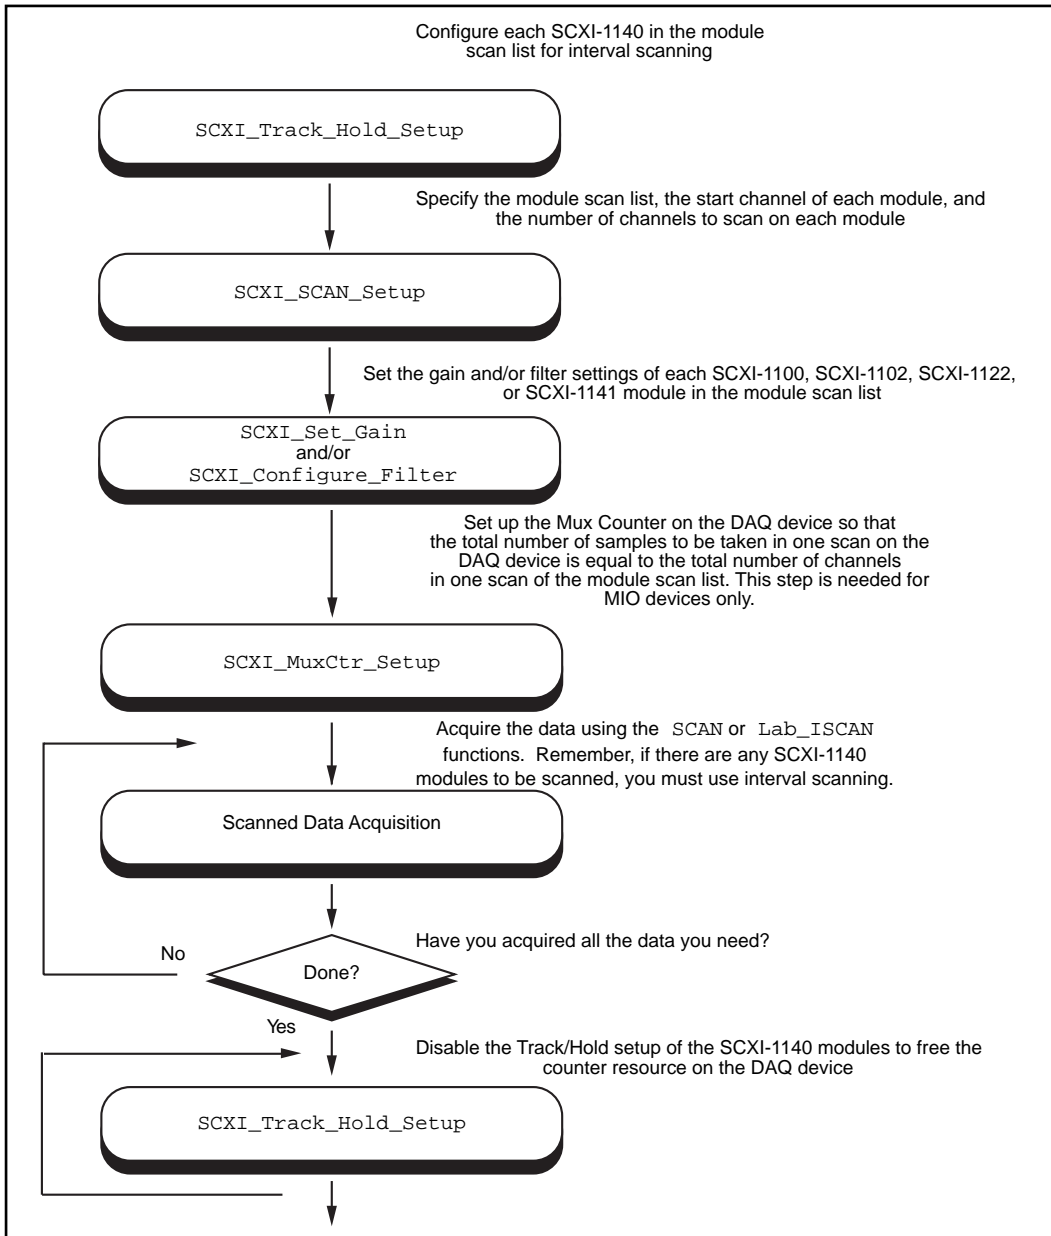 Configure each SCXI-1140 in the module
scan list for interval scanning
SCXI_Track_Hold_Setup
Specify the module scan list, the start channel of each module, and
the number of channels to scan on each module
SCXI_SCAN_Setup
Set the gain and/or filter settings of each SCXI-1100, SCXI-1102, SCXI-1122,
or SCXI-1141 module in the module scan list
SCXI_Set_Gain
and/or
SCXI_Configure_Filter
Set up the Mux Counter on the DAQ device so that
the total number of samples to be taken in one scan on the
DAQ device is equal to the total number of channels
in one scan of the module scan list. This step is needed for
MIO devices only.
SCXI_MuxCtr_Setup
Acquire the data using the SCAN or Lab_ISCAN
functions. Remember, if there are any SCXI-1140
modules to be scanned, you must use interval scanning.
Scanned Data Acquisition
Have you acquired all the data you need?
No
Done?
Yes
Disable the Track/Hold setup of the SCXI-1140 modules to free the
counter resource on the DAQ device
SCXI_Track_Hold_Setup